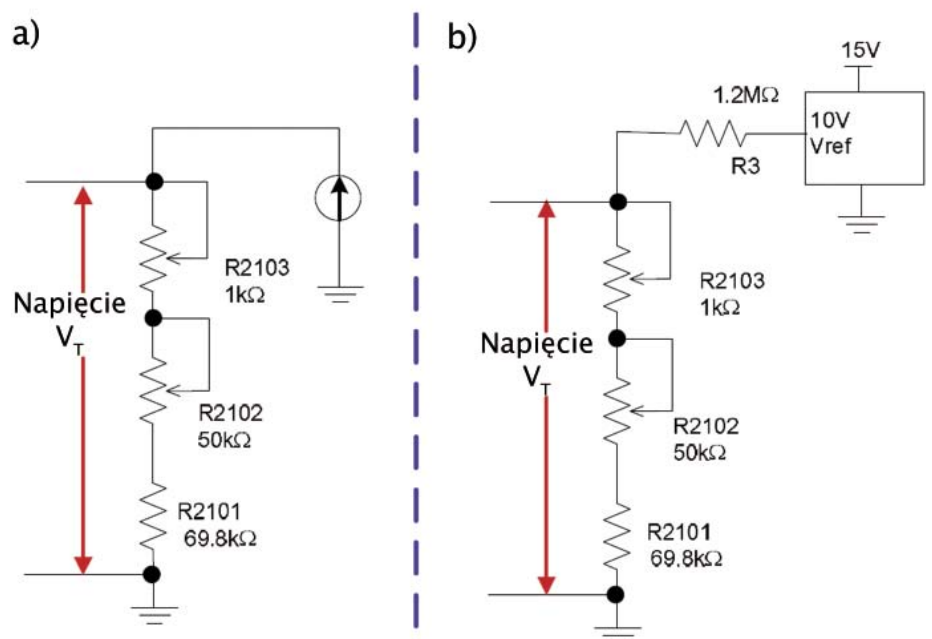 a)
Napięcie
VT
R2103
1kΩ
R2102
50kΩ
R2101
69.8kΩ
b)
15V
1.2MΩ
10V
Vref
R3
R2103
1kΩ
Napięcie
VT
R2102
50kΩ
R2101
69.8kΩ